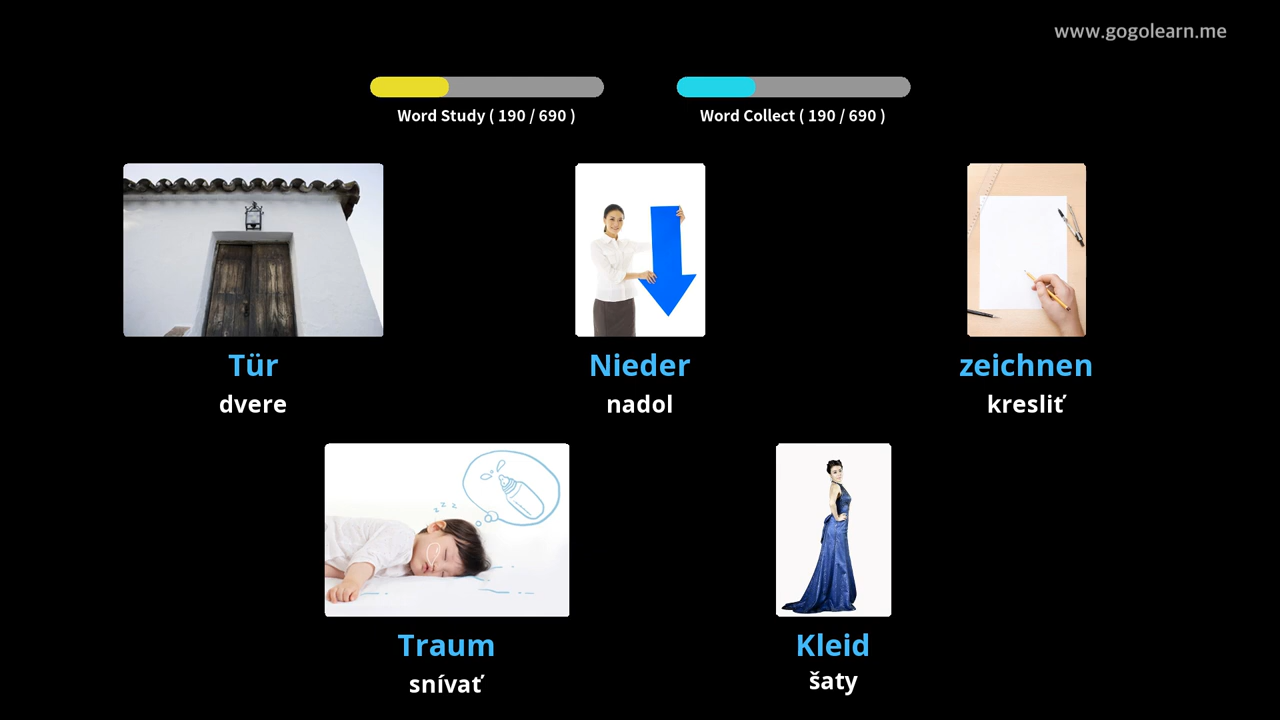 www.gogolearn.me
Word Study ( 190 / 690 )
Word Collect ( 190 / 690 )
Tür
dvere
Nieder
nadol
zeichnen
kresliť
z z z
Traum
snívať
Kleid
šaty